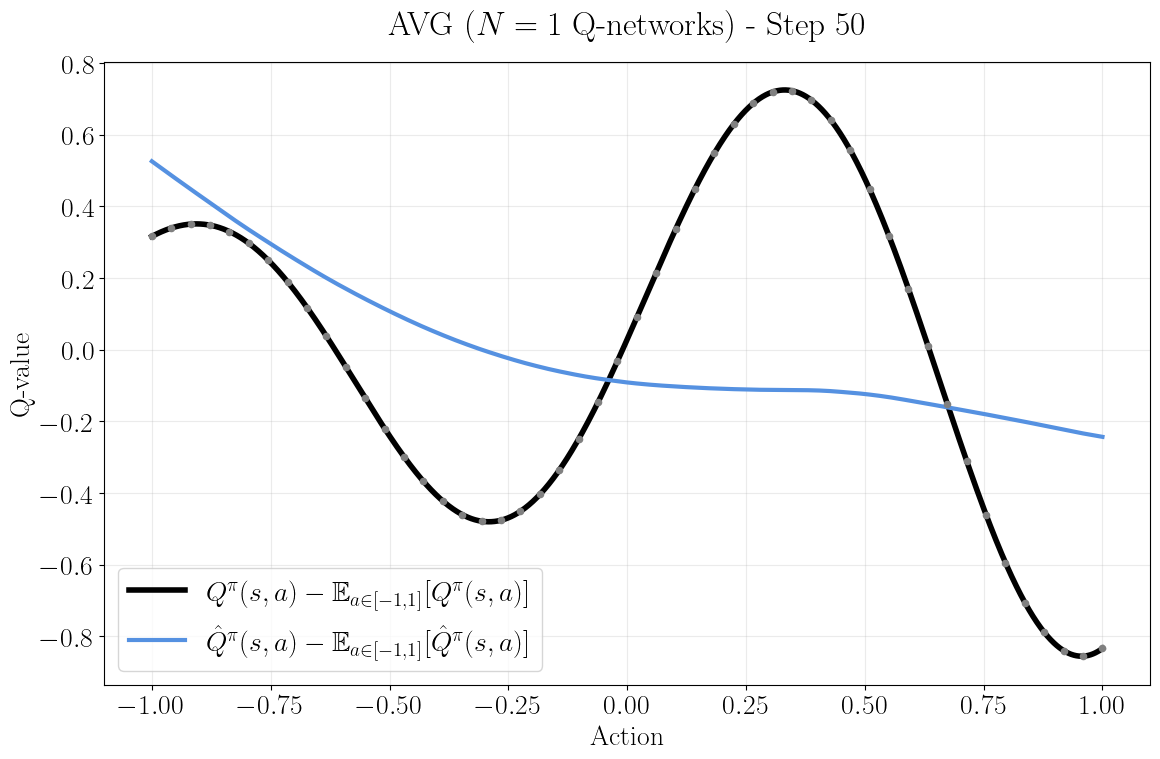 AVG (N = 1 Q-networks) - Step 50
0.8
0.6
0.4
0.2
0.0
−0.2
−0.4
−0.6
−0.8
Q-value
Q^π(s, a) − 𝔼_{a∈[−1,1]}[Q^π(s, a)]
Q̂^π(s, a) − 𝔼_{a∈[−1,1]}[Q̂^π(s, a)]
−1.00 −0.75 −0.50 −0.25 0.00 0.25 0.50 0.75 1.00
Action